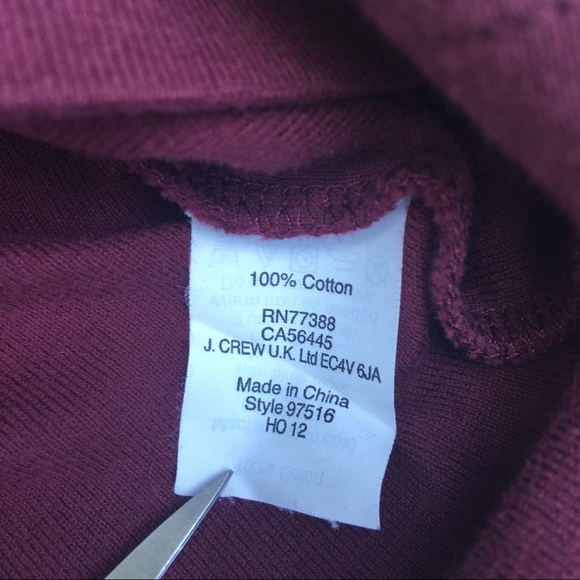 100% Cotton
RN77388
CA56445
J. CREW U.K. Ltd EC4V 6JA
Made in China
Style 97516
HO 12